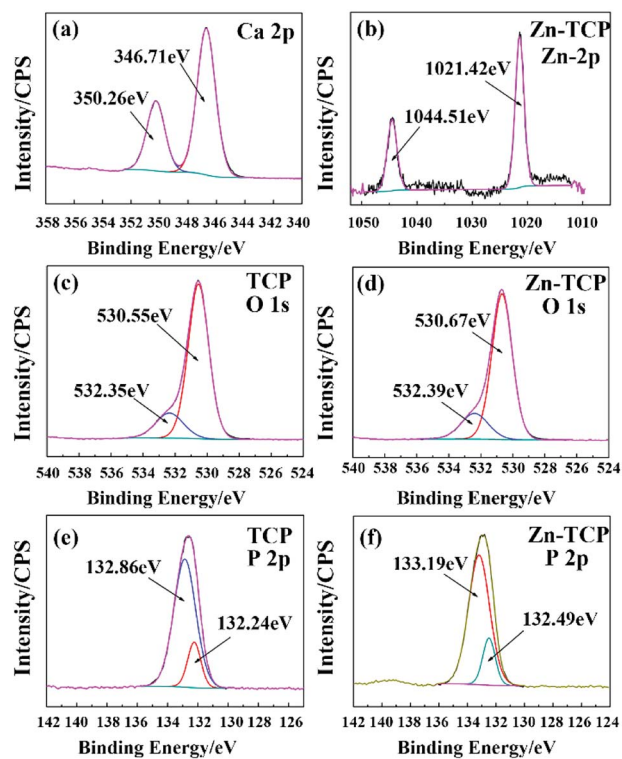 (a) Ca 2p
346.71eV
350.26eV
Intensity/CPS
358 356 354 352 350 348 346 344 342 340
Binding Energy/eV
(b) Zn-TCP
Zn-2p
1021.42eV
1044.51eV
Intensity/CPS
1050 1040 1030 1020 1010
Binding Energy/eV
(c) TCP
O 1s
530.55eV
532.35eV
Intensity/CPS
540 538 536 534 532 530 528 526 524
Binding Energy/eV
(d) Zn-TCP
O 1s
530.67eV
532.39eV
Intensity/CPS
540 538 536 534 532 530 528 526 524
Binding Energy/eV
(e) TCP
P 2p
132.86eV
132.24eV
Intensity/CPS
142 140 138 136 134 132 130 128 126
Binding Energy/eV
(f) Zn-TCP
P 2p
133.19eV
132.49eV
Intensity/CPS
142 140 138 136 134 132 130 128 126 124
Binding Energy/eV